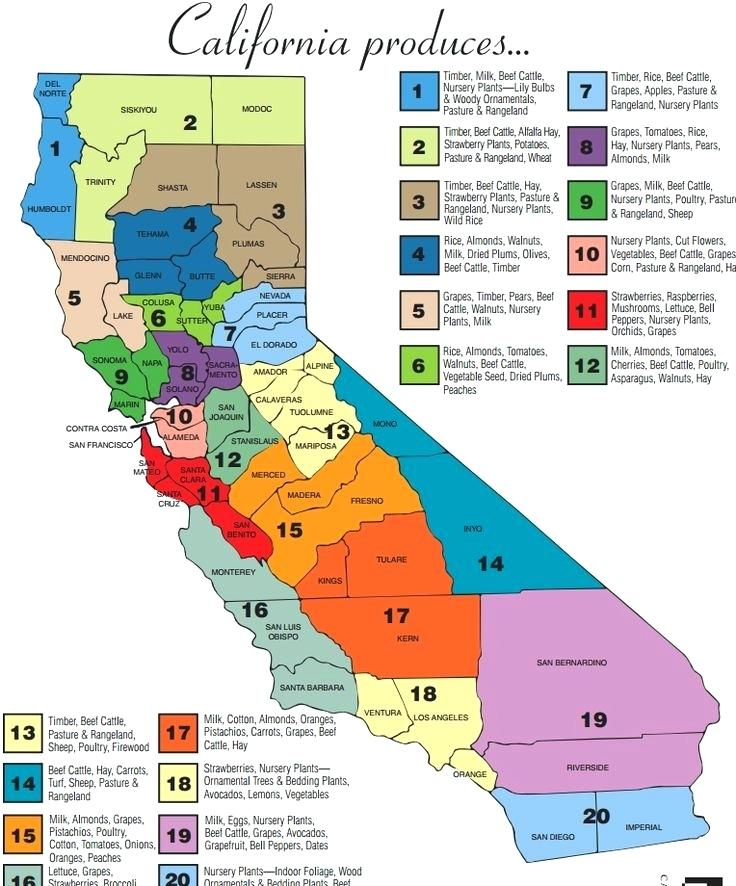 California produces...
1
Timber, Milk, Beef Cattle,
Nursery Plants—Lily Bulbs
& Woody Ornamentals,
Pasture & Rangeland
2
Timber, Beef Cattle, Alfalfa Hay,
Strawberry Plants, Potatoes,
Pasture & Rangeland, Wheat
3
Timber, Beef Cattle, Hay,
Strawberry Plants, Pasture &
Rangeland, Nursery Plants,
Wild Rice
4
Rice, Almonds, Walnuts,
Milk, Dried Plums, Olives,
Beef Cattle, Timber
5
Grapes, Timber, Pears, Beef
Cattle, Walnuts, Nursery
Plants, Milk
6
Rice, Almonds, Tomatoes,
Walnuts, Beef Cattle,
Vegetable Seed, Dried Plums,
Peaches
7
Timber, Rice, Beef Cattle,
Grapes, Apples, Pasture &
Rangeland, Nursery Plants
8
Grapes, Tomatoes, Rice,
Hay, Nursery Plants, Pears,
Almonds, Milk
9
Grapes, Milk, Beef Cattle,
Nursery Plants, Poultry, Pasture
& Rangeland, Sheep
10
Nursery Plants, Cut Flowers,
Vegetables, Beef Cattle, Grapes
Corn, Pasture & Rangeland, Ha
11
Strawberries, Raspberries,
Mushrooms, Lettuce, Bell
Peppers, Nursery Plants,
Orchids, Grapes
12
Milk, Almonds, Tomatoes,
Cherries, Beef Cattle, Poultry,
Asparagus, Walnuts, Hay
DEL
NORTE
SISKIYOU
MODOC
2
1
TRINITY
SHASTA
LASSEN
HUMBOLDT
3
TEHAMA
4
PLUMAS
MENDOCINO
GLENN
BUTTE
SIERRA
5
LAKE
COLUSA
6
SUTTER
YUBA
NEVADA
PLACER
7
EL DORADO
SONOMA
NAPA
YOLO
9
8
SOLANO
SACRA-
MENTO
AMADOR
ALPINE
MARIN
CALAVERAS
10
SAN
JOAQUIN
TUOLUMNE
CONTRA COSTA
MONO
SAN FRANCISCO
ALAMEDA
STANISLAUS
13
MARIPOSA
12
SAN
MATEO
SANTA
CLARA
MERCED
SANTA
CRUZ
11
MADERA
FRESNO
SAN
BENITO
15
INYO
14
MONTEREY
KINGS
TULARE
16
17
SAN LUIS
OBISPO
KERN
SAN BERNARDINO
SANTA BARBARA
18
VENTURA
LOS ANGELES
19
ORANGE
RIVERSIDE
20
SAN DIEGO
IMPERIAL
13
Timber, Beef Cattle,
Pasture & Rangeland,
Sheep, Poultry, Firewood
14
Beef Cattle, Hay, Carrots,
Turf, Sheep, Pasture &
Rangeland
15
Milk, Almonds, Grapes,
Pistachios, Poultry,
Cotton, Tomatoes, Onions,
Oranges, Peaches
16
Lettuce, Grapes,
Strawberries, Broccoli
17
Milk, Cotton, Almonds, Oranges,
Pistachios, Carrots, Grapes, Beef
Cattle, Hay
18
Strawberries, Nursery Plants—
Ornamental Trees & Bedding Plants,
Avocados, Lemons, Vegetables
19
Milk, Eggs, Nursery Plants,
Beef Cattle, Grapes, Avocados,
Grapefruit, Bell Peppers, Dates
20
Nursery Plants—Indoor Foliage, Wood
Ornamentals & Bedding Plants, Beef